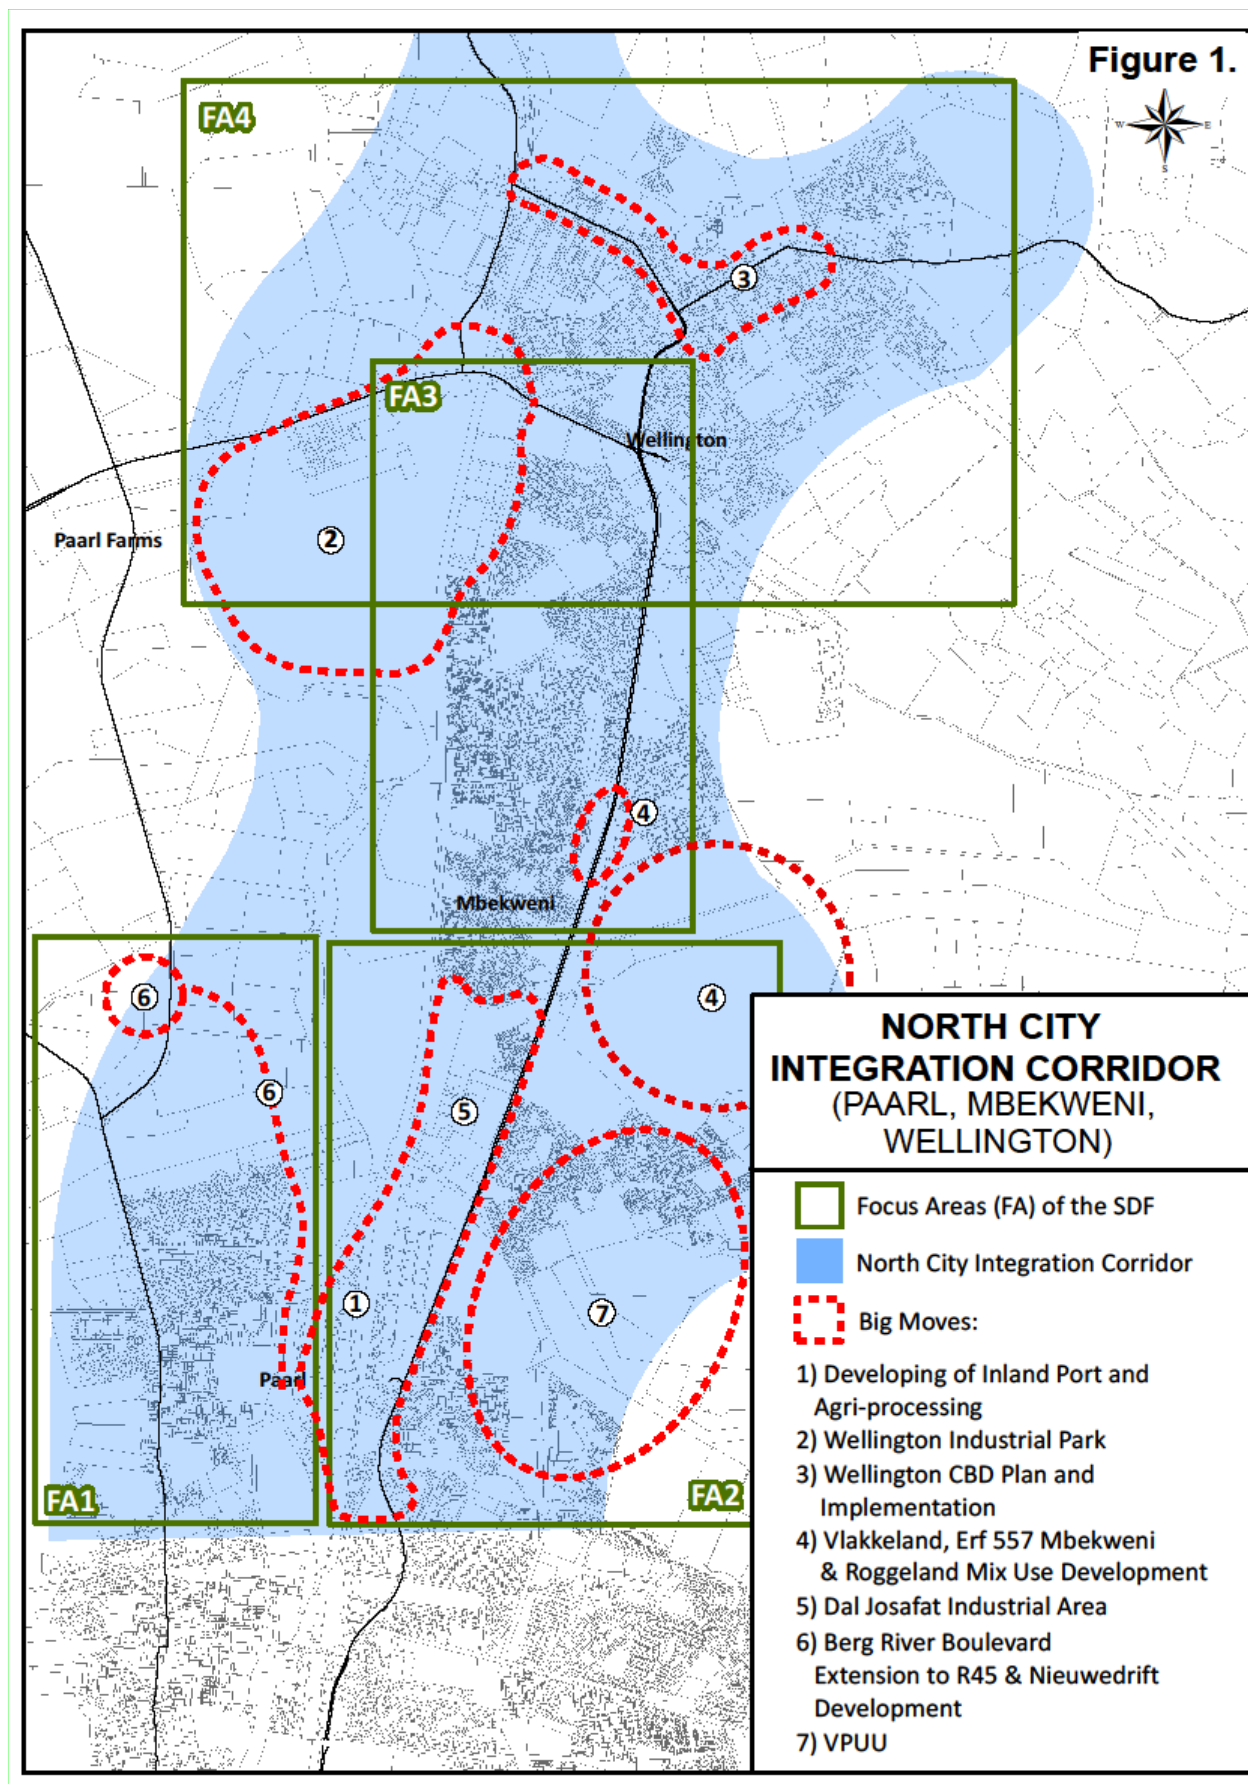 Figure 1.
N
W
E
S
FA4
3
FA3
Wellington
2
Paarl Farms
4
Mbekweni
6
4
6
5
1
7
Paarl
FA1
FA2
NORTH CITY
INTEGRATION CORRIDOR
(PAARL, MBEKWENI,
WELLINGTON)
Focus Areas (FA) of the SDF
North City Integration Corridor
Big Moves:
1) Developing of Inland Port and
Agri-processing
2) Wellington Industrial Park
3) Wellington CBD Plan and
Implementation
4) Vlakkeland, Erf 557 Mbekweni
& Roggeland Mix Use Development
5) Dal Josafat Industrial Area
6) Berg River Boulevard
Extension to R45 & Nieuwedrift
Development
7) VPUU